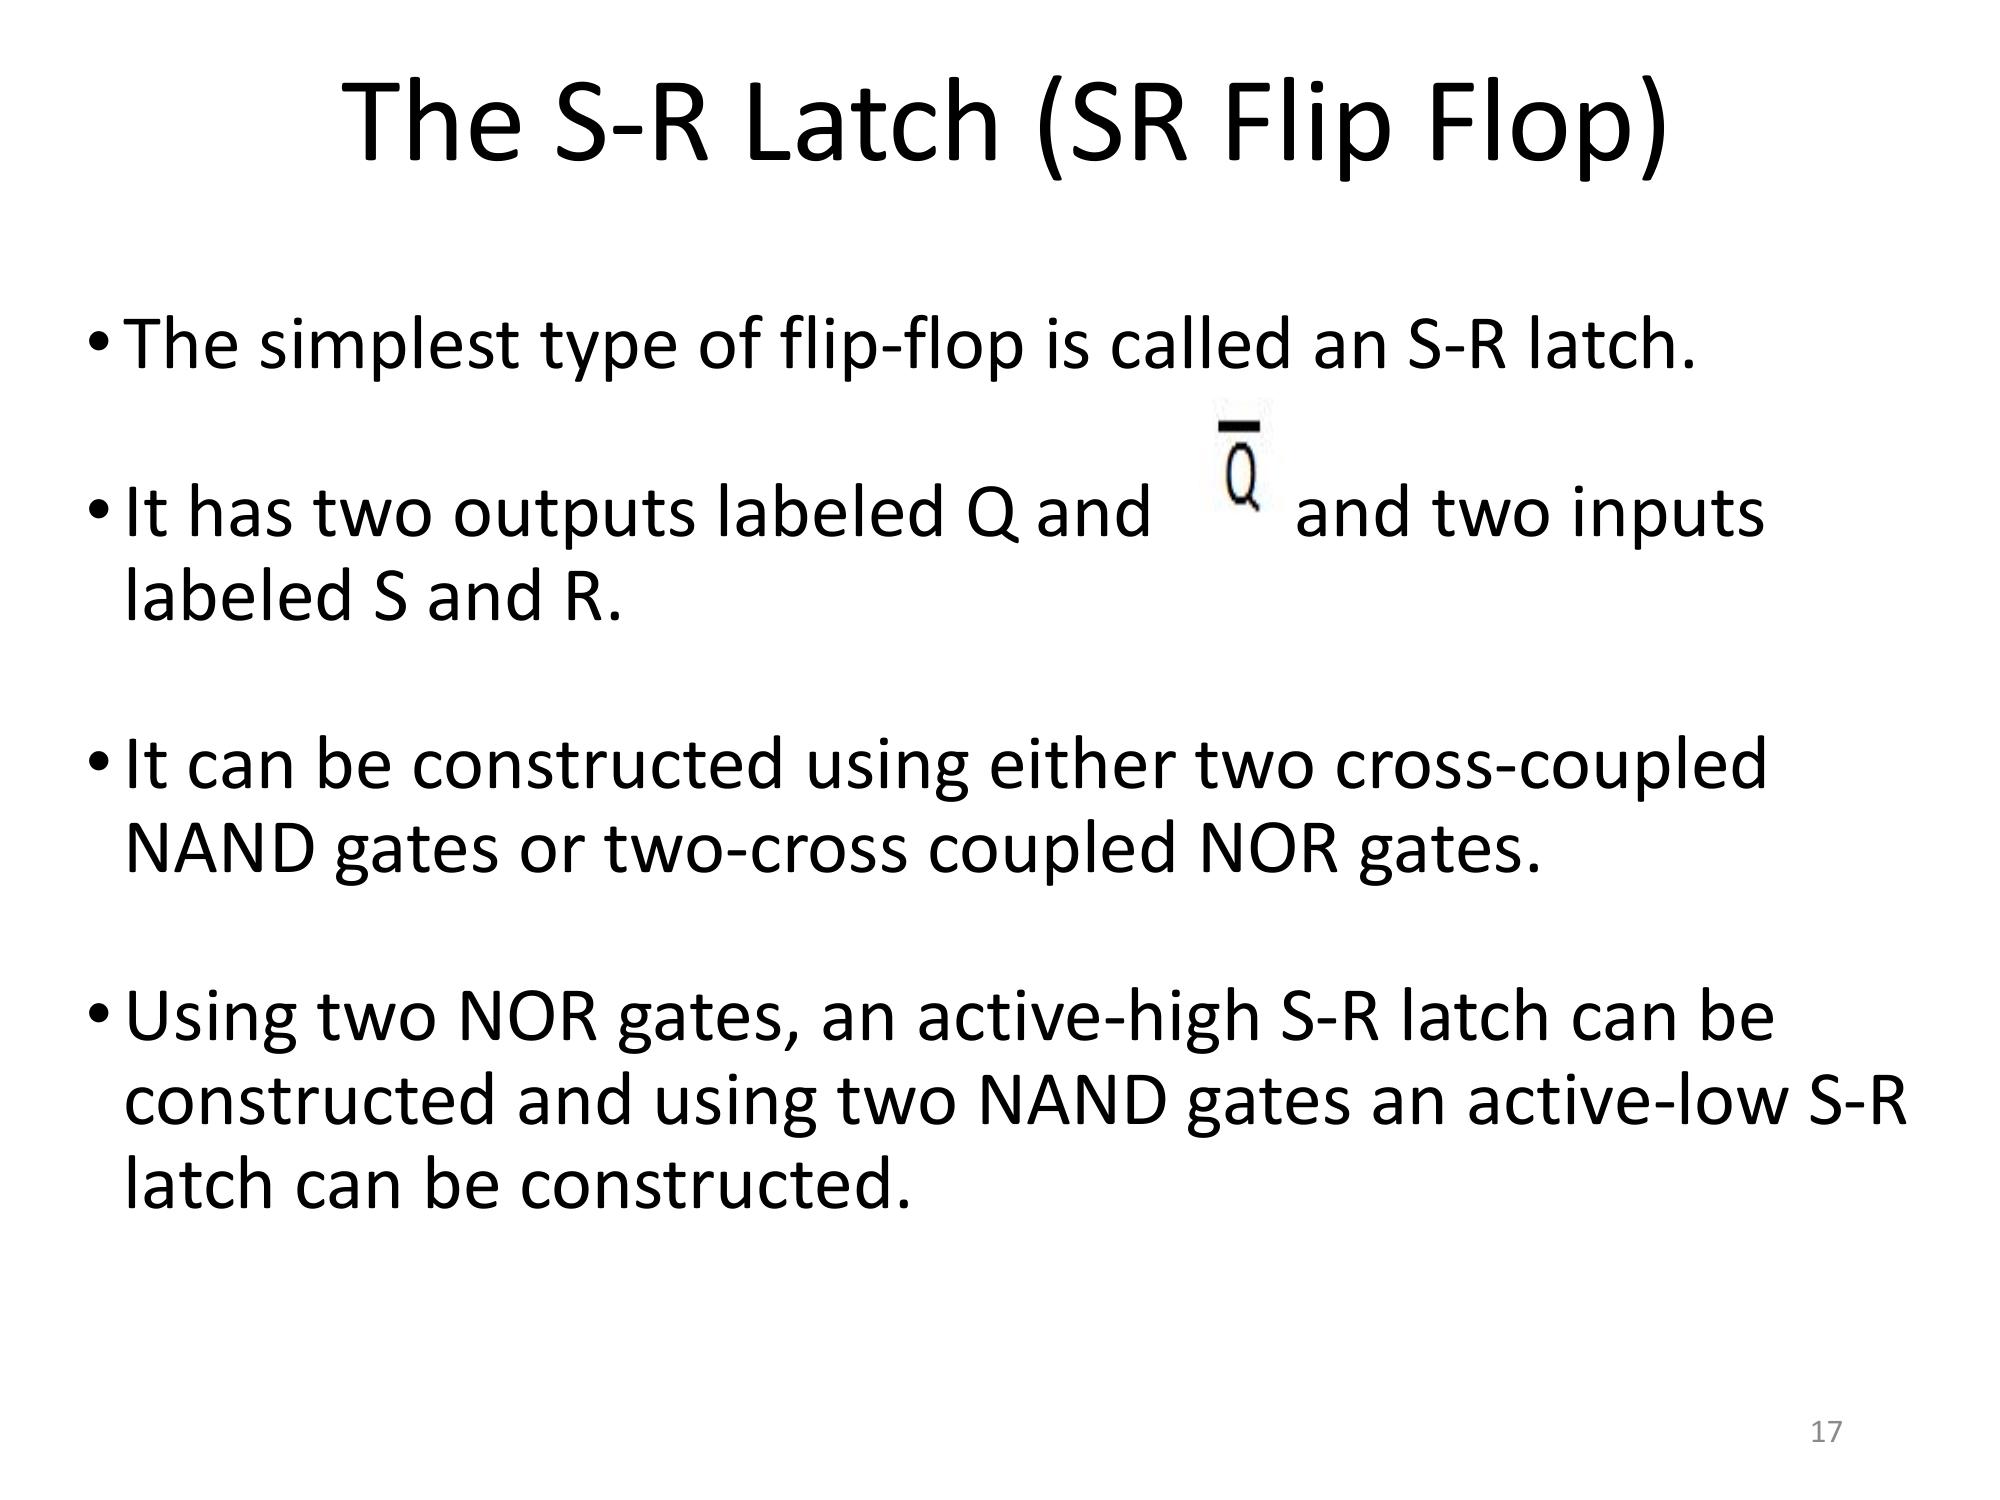 The S-R Latch (SR Flip Flop)
• The simplest type of flip-flop is called an S-R latch.
• It has two outputs labeled Q and Q̅ and two inputs
labeled S and R.
• It can be constructed using either two cross-coupled
NAND gates or two-cross coupled NOR gates.
• Using two NOR gates, an active-high S-R latch can be
constructed and using two NAND gates an active-low S-R
latch can be constructed.
17